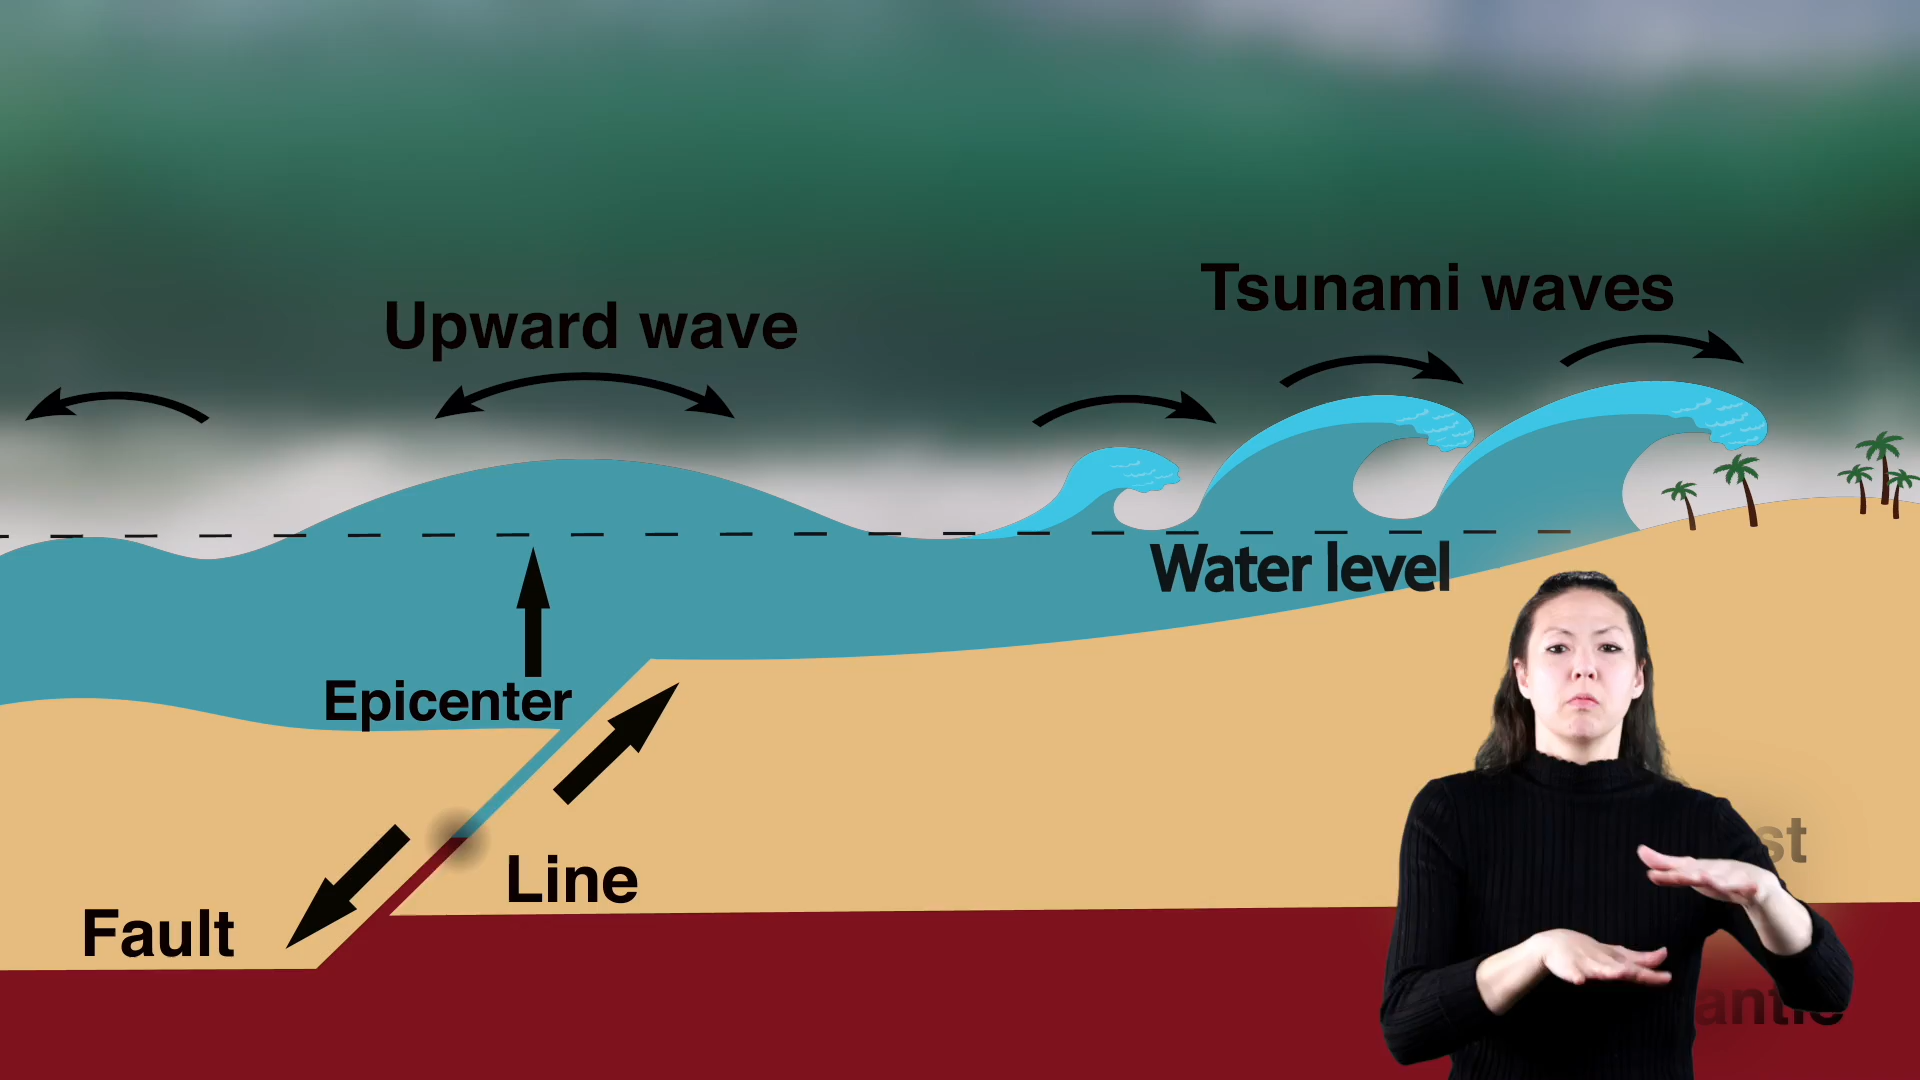 Tsunami waves
Upward wave
Water level
Epicenter
Line
Fault